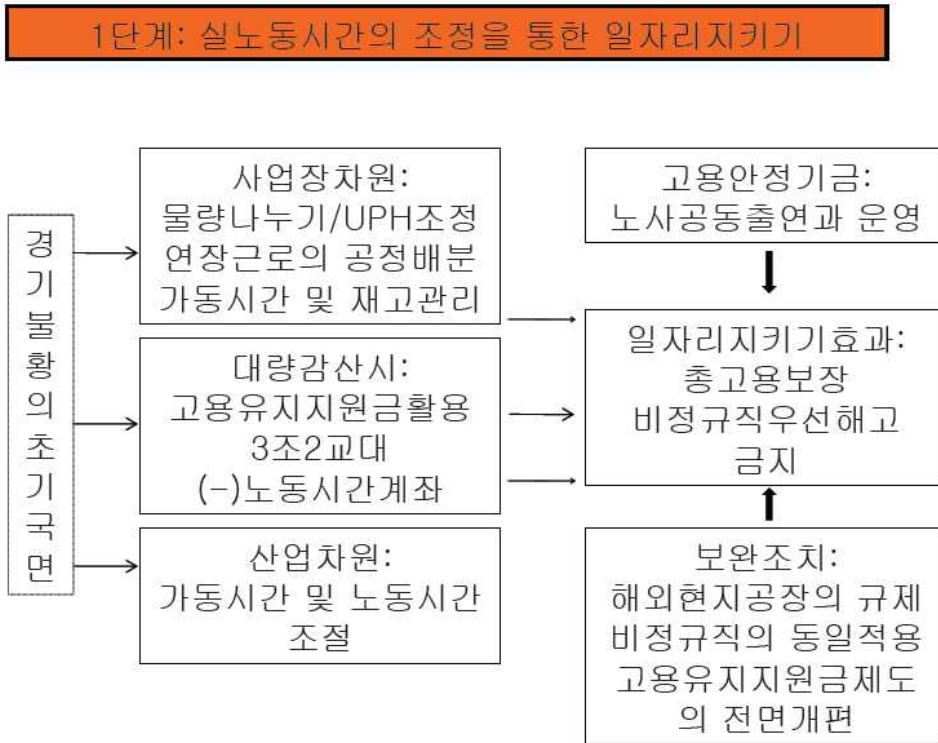 1단계: 실노동시간의 조정을 통한 일자리지키기
경기불황의초기국면
사업장차원:
물량나누기/UPH조정
연장근로의 공정배분
가동시간 및 재고관리
대량감산시:
고용유지지원금활용
3조2교대
(-)노동시간계좌
산업차원:
가동시간 및 노동시간
조절
고용안정기금:
노사공동출연과 운영
일자리지키기효과:
총고용보장
비정규직우선해고
금지
보완조치:
해외현지공장의 규제
비정규직의 동일적용
고용유지지원금제도
의 전면개편